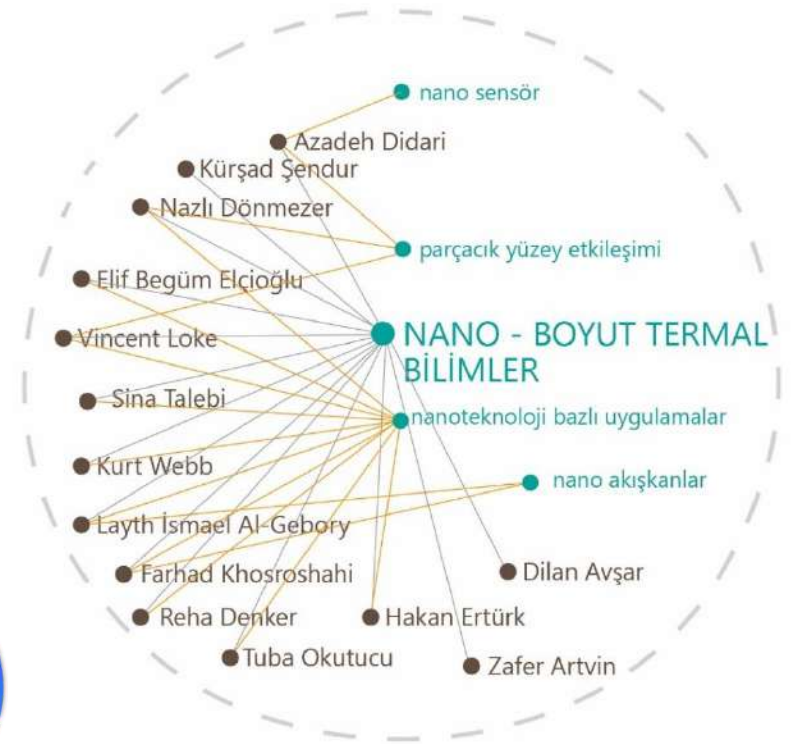 nano sensör
Azadeh Didari
Kürşad Şendur
Nazlı Dönmezer
parçacık yüzey etkileşimi
Elif Begüm Elçioğlu
Vincent Loke
NANO - BOYUT TERMAL
BİLİMLER
Sina Talebi
nanoteknoloji bazlı uygulamalar
Kurt Webb
nano akışkanlar
Layth İsmael Al-Gebory
Farhad Khosroshahi
Dilan Avşar
Reha Denker
Hakan Ertürk
Tuba Okutucu
Zafer Artvin